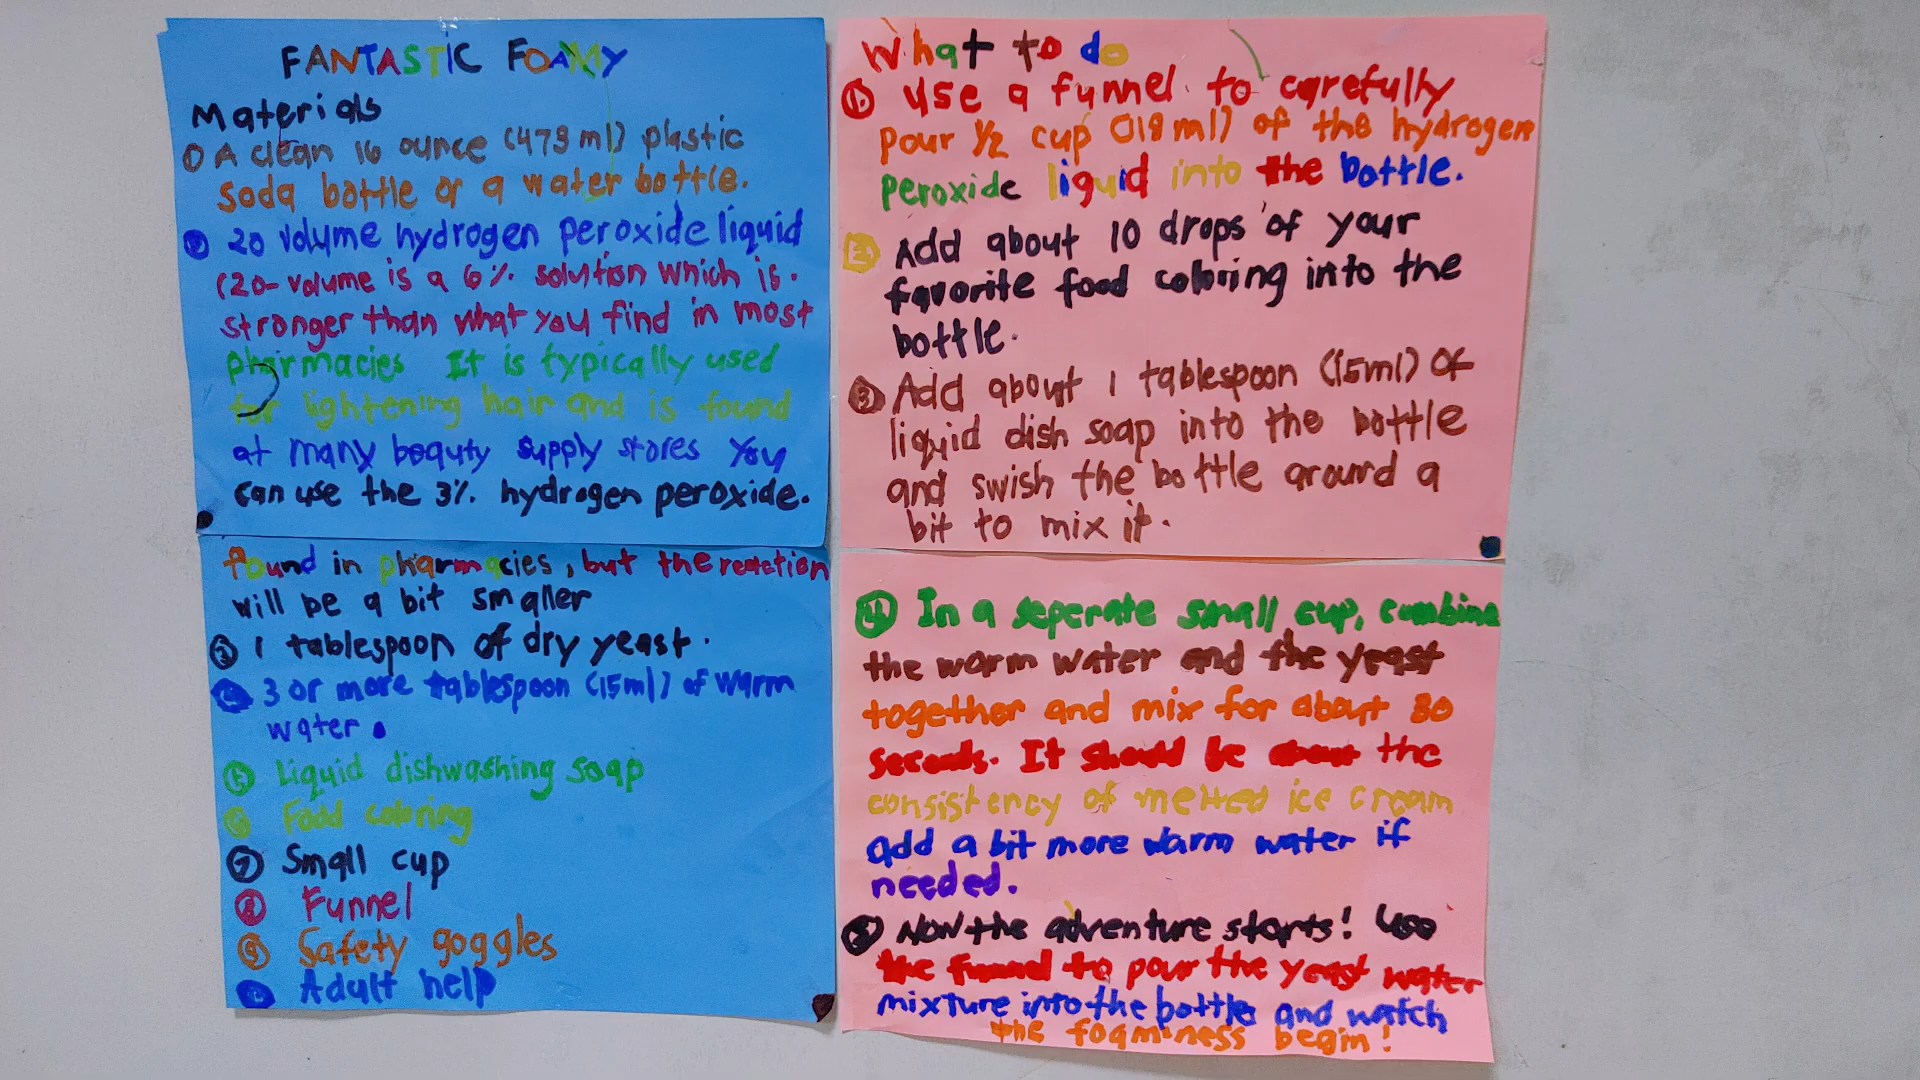 FANTASTIC FOAMY
Materials
① A clean 16 ounce (473 ml) plastic
soda bottle or a water bottle.
② 20 volume hydrogen peroxide liquid
(20-volume is a 6% solution which is.
stronger than what you find in most
pharmacies It is typically used
for lightening hair and is found
at many beauty supply stores You
can use the 3% hydrogen peroxide.
found in pharmacies, but the reaction
will be a bit smaller
③ 1 tablespoon of dry yeast.
④ 3 or more tablespoon (15ml) of warm
water.
⑤ Liquid dishwashing soap
⑥ Food coloring
⑦ Small cup
⑧ Funnel
⑨ Safety goggles
⑩ Adult help
What to do
① Use a funnel to carefully
pour 1/2 cup (118 ml) of the hydrogen
peroxide liquid into the bottle.
2. Add about 10 drops of your
favorite food coloring into the
bottle.
③ Add about 1 tablespoon (15ml) of
liquid dish soap into the bottle
and swish the bottle around a
bit to mix it.
④ In a seperate small cup, combine
the warm water and the yeast
together and mix for about 30
seconds. It should be about the
consistency of melted ice cream
add a bit more warm water if
needed.
⑤ Now the adventure starts! Use
the funnel to pour the yeast water
mixture into the bottle and watch
the foaminess begin!